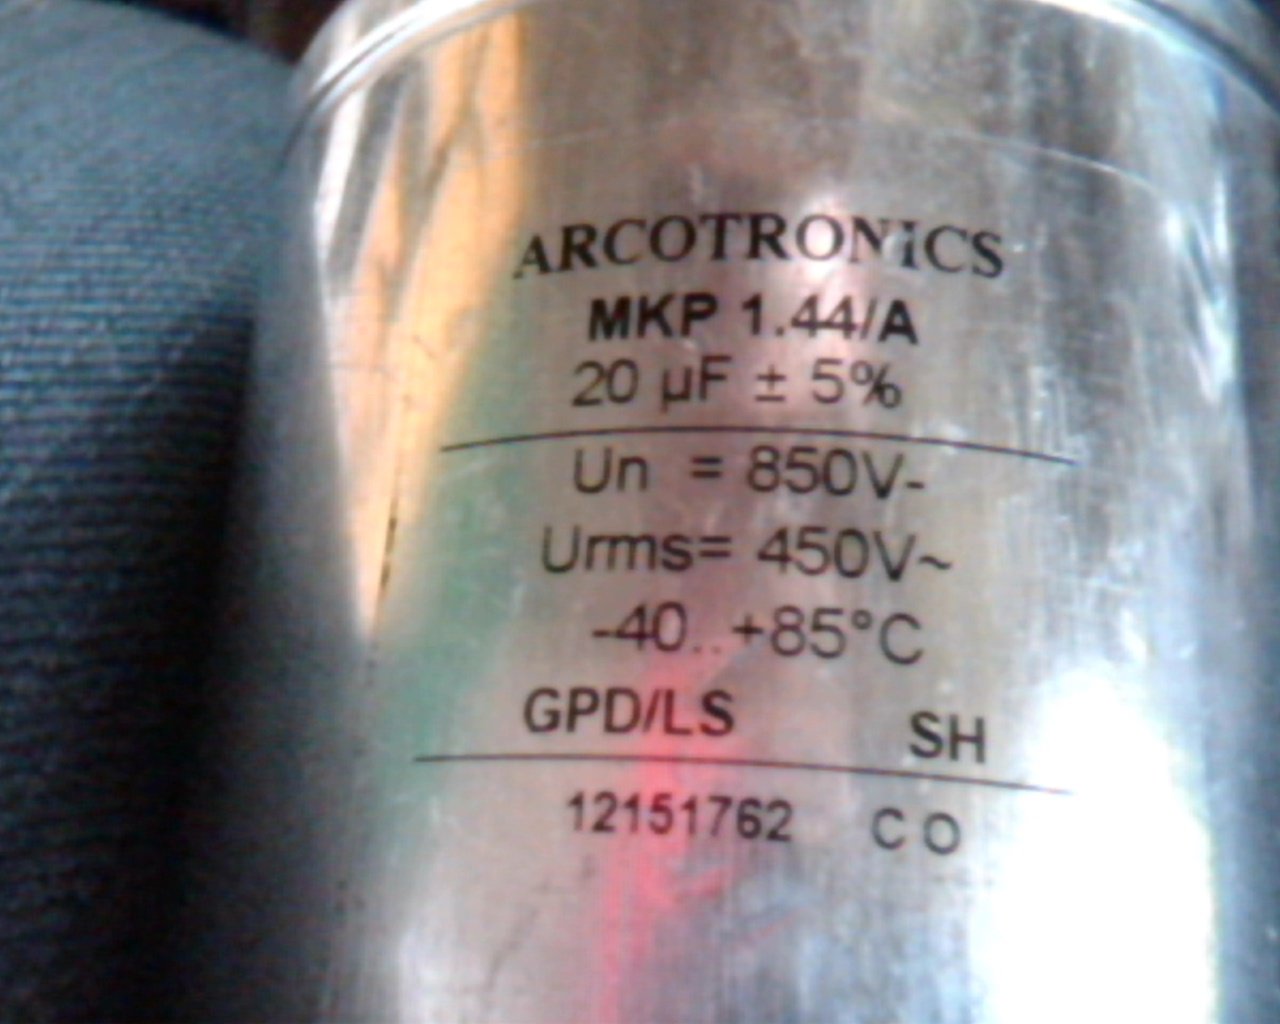 ARCOTRONICS
MKP 1.44/A
20 µF ± 5%
Un = 850V-
Urms= 450V~
-40..+85°C
GPD/LS SH
12151762 C O